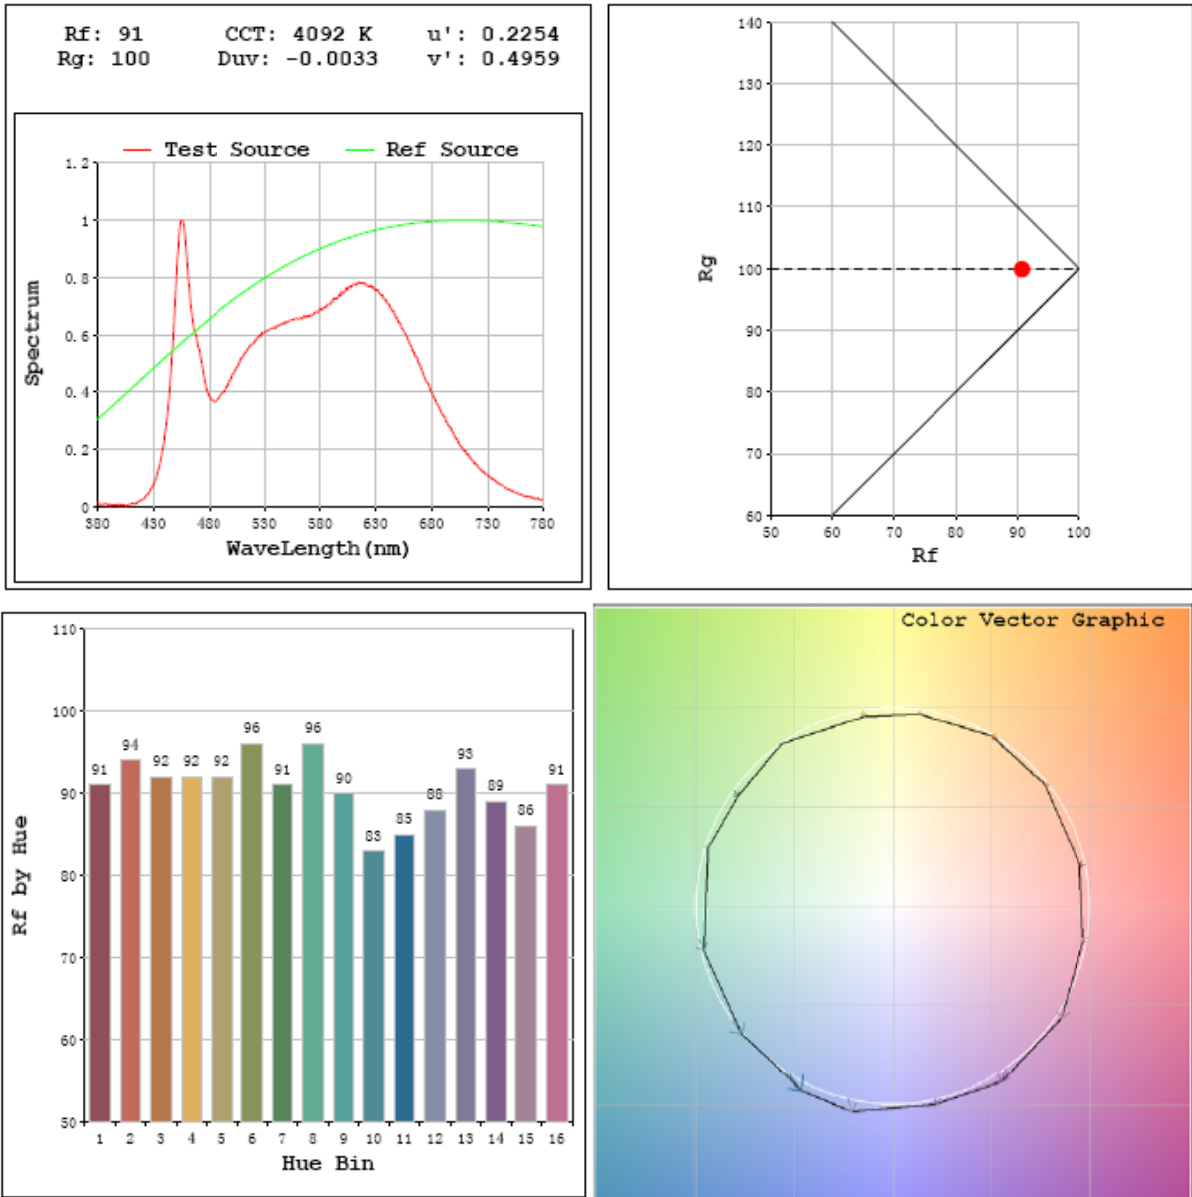 Rf: 91 CCT: 4092 K u': 0.2254
Rg: 100 Duv: -0.0033 v': 0.4959
Test Source Ref Source
1.2
1
0.8
0.6
0.4
0.2
0
Spectrum
380 430 480 530 580 630 680 730 780
WaveLength(nm)
140
130
120
110
100
90
80
70
60
Rg
50 60 70 80 90 100
Rf
110
100
90
80
70
60
50
Rf by Hue
91 94 92 92 92 96 91 96 90 83 85 88 93 89 86 91
1 2 3 4 5 6 7 8 9 10 11 12 13 14 15 16
Hue Bin
Color Vector Graphic